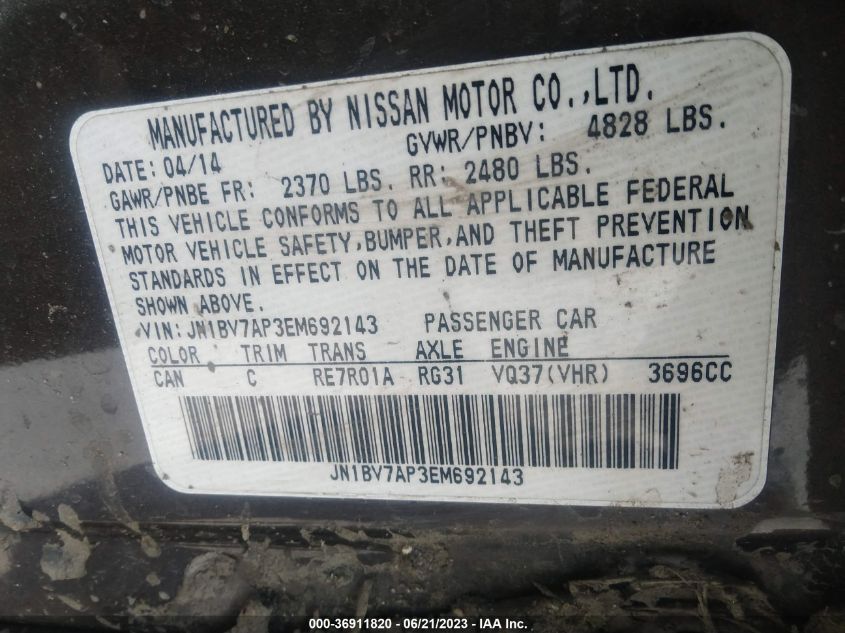 MANUFACTURED BY NISSAN MOTOR CO.,LTD.
DATE: 04/14 GVWR/PNBV: 4828 LBS.
GAWR/PNBE FR: 2370 LBS. RR: 2480 LBS.
THIS VEHICLE CONFORMS TO ALL APPLICABLE FEDERAL
MOTOR VEHICLE SAFETY,BUMPER,AND THEFT PREVENTION
STANDARDS IN EFFECT ON THE DATE OF MANUFACTURE
SHOWN ABOVE.
VIN:JN1BV7AP3EM692143 PASSENGER CAR
COLOR TRIM TRANS AXLE ENGINE
CAN C RE7R01A RG31 VQ37(VHR) 3696CC
JN1BV7AP3EM692143
000-36911820 - 06/21/2023 - IAA Inc.